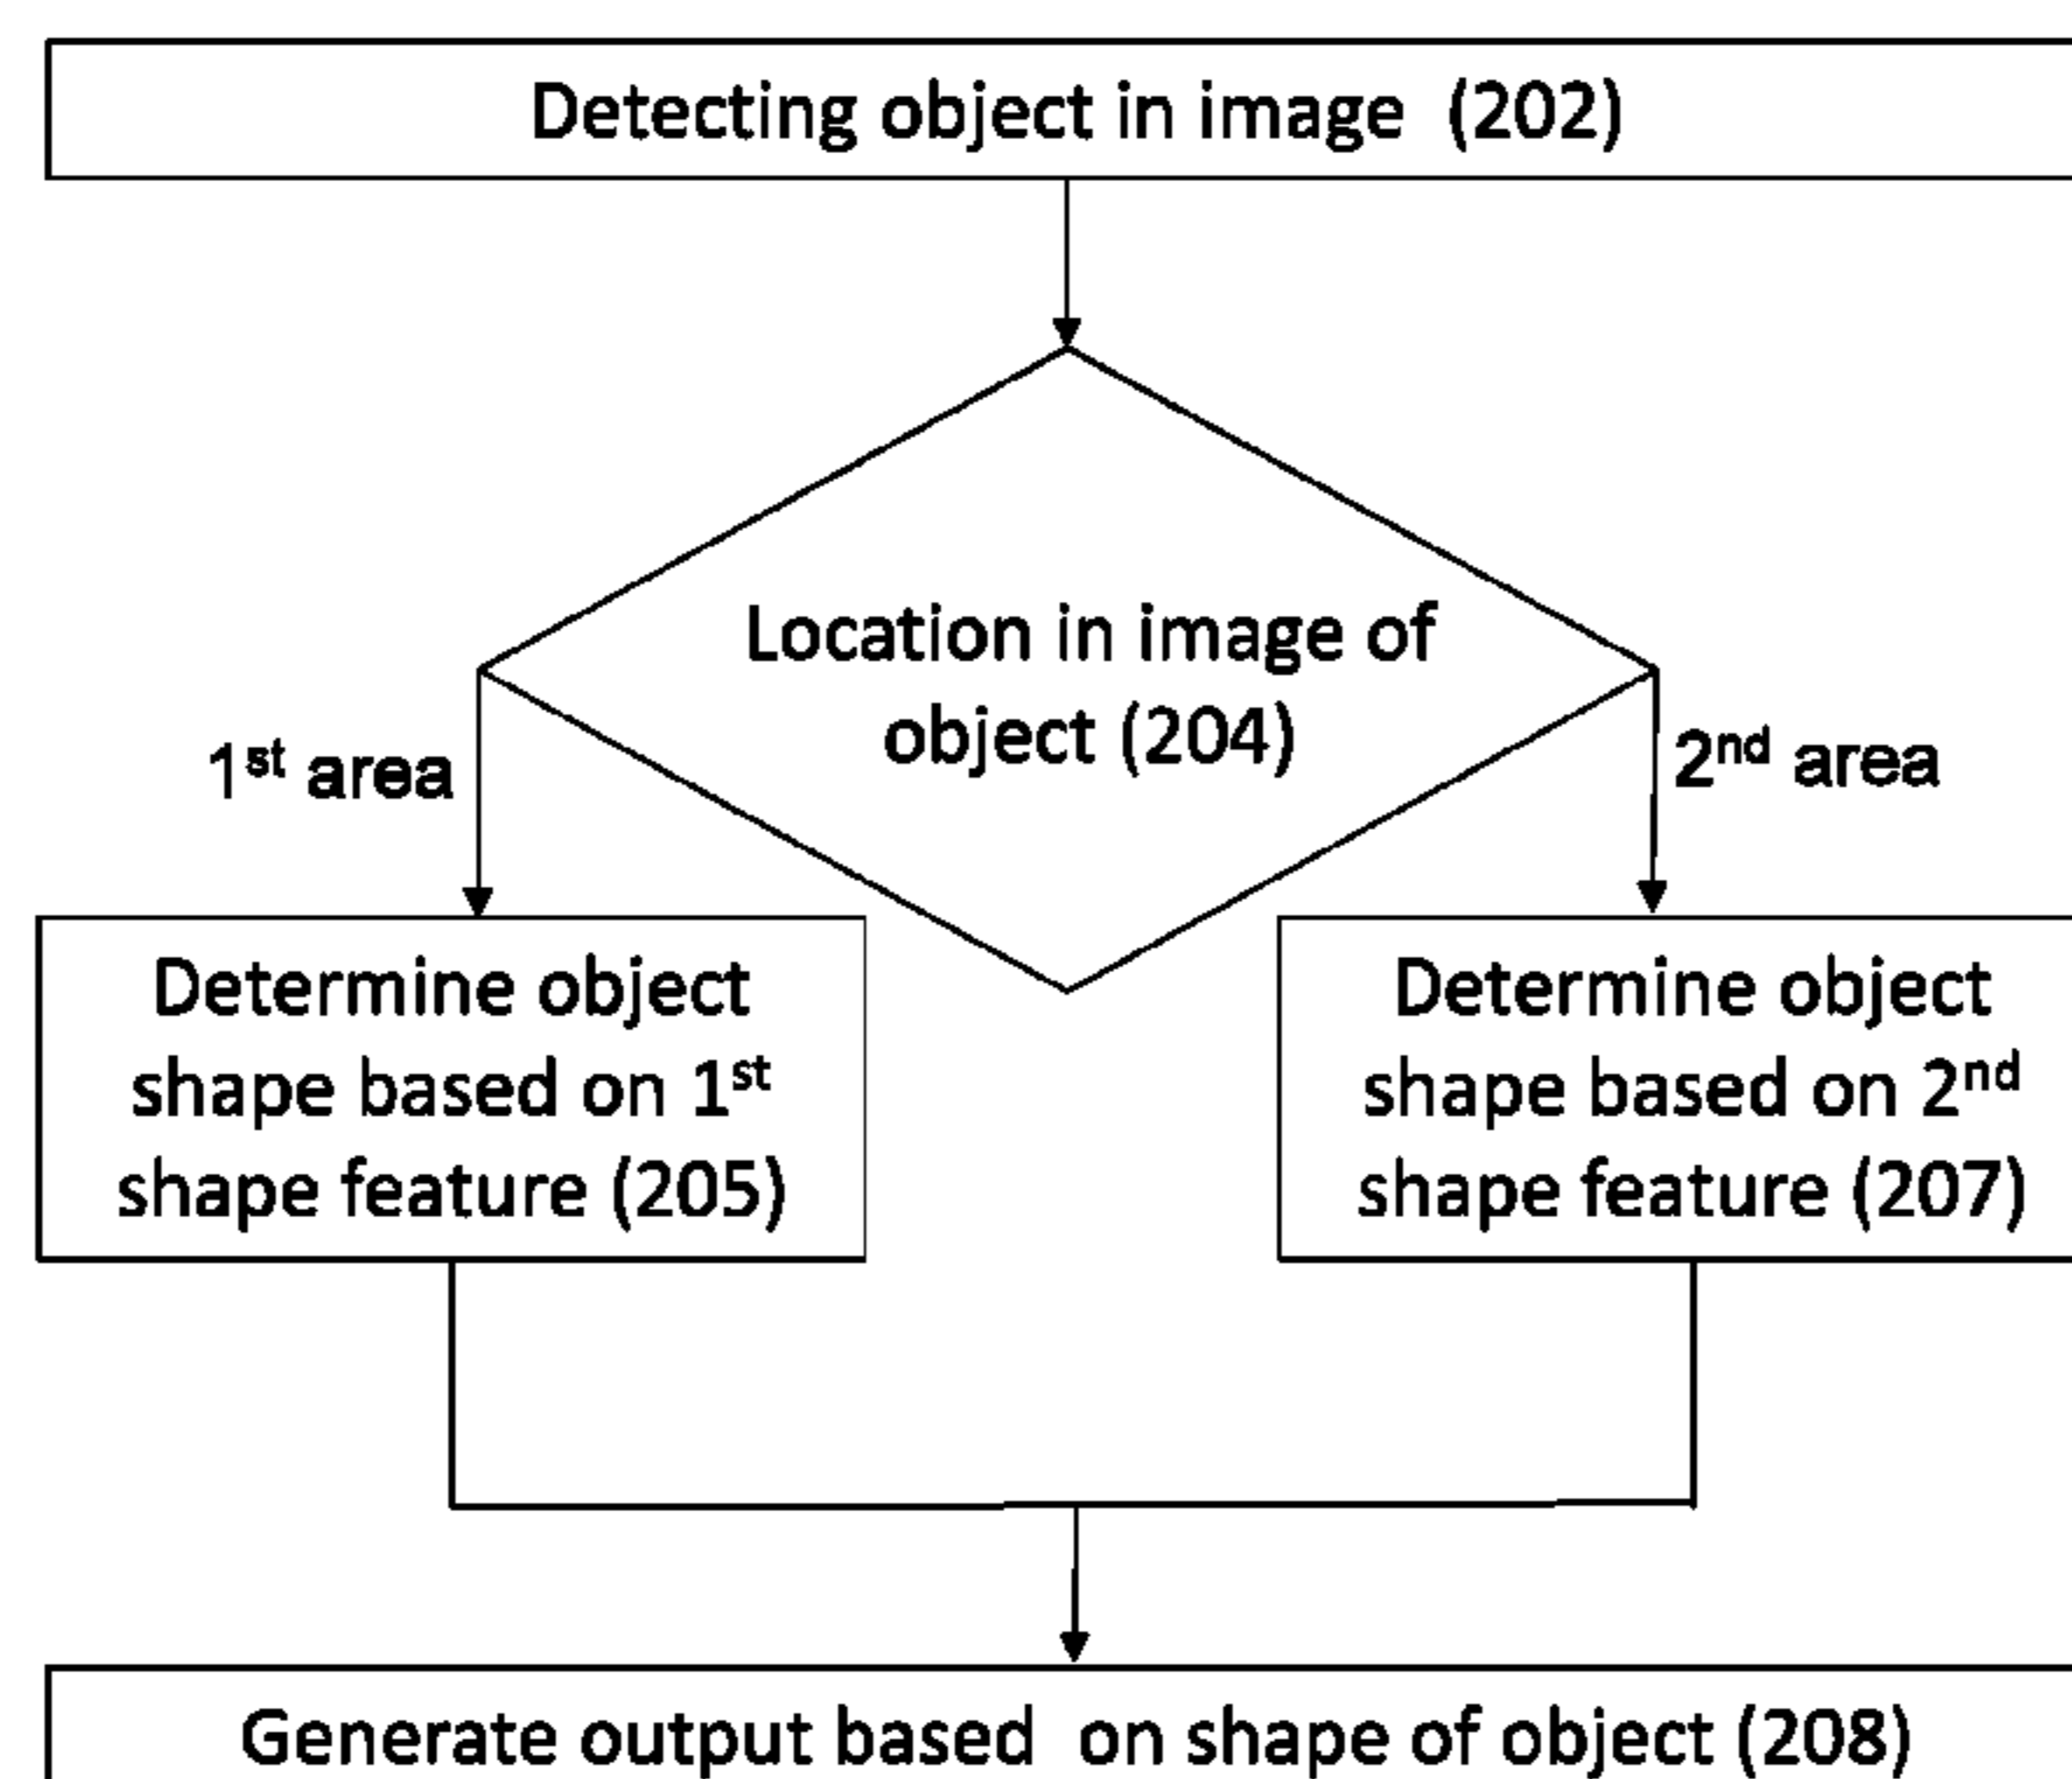 Detecting object in image (202)
Location in image of
object (204)
1st area
2nd area
Determine object
shape based on 1st
shape feature (205)
Determine object
shape based on 2nd
shape feature (207)
Generate output based on shape of object (208)